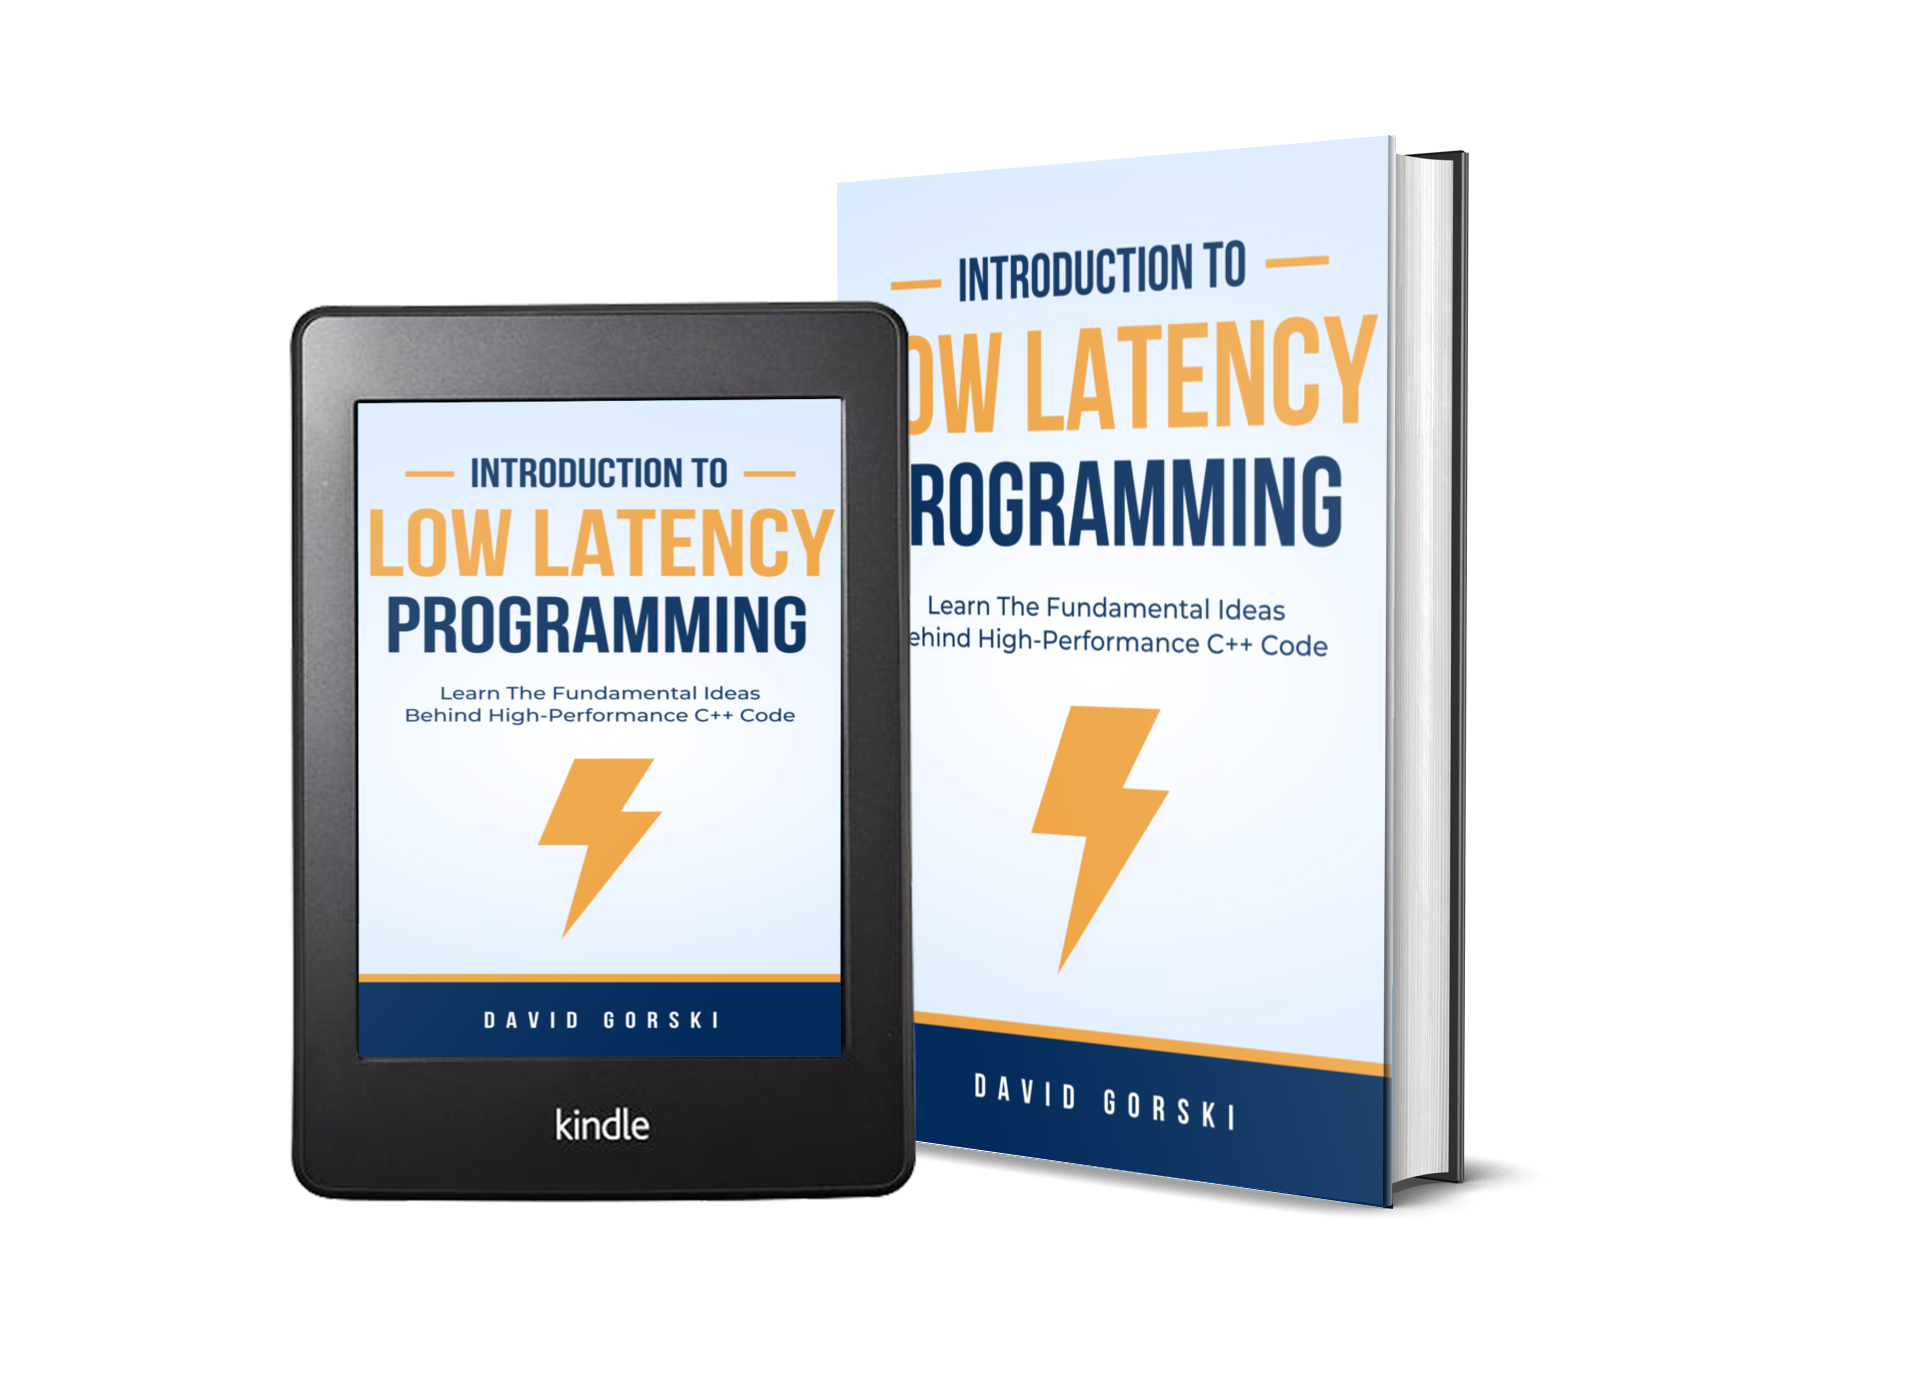 INTRODUCTION TO
LOW LATENCY
PROGRAMMING
Learn The Fundamental Ideas
Behind High-Performance C++ Code
DAVID GORSKI
kindle
INTRODUCTION TO
OW LATENCY
ROGRAMMING
Learn The Fundamental Ideas
ehind High-Performance C++ Code
DAVID GORSKI